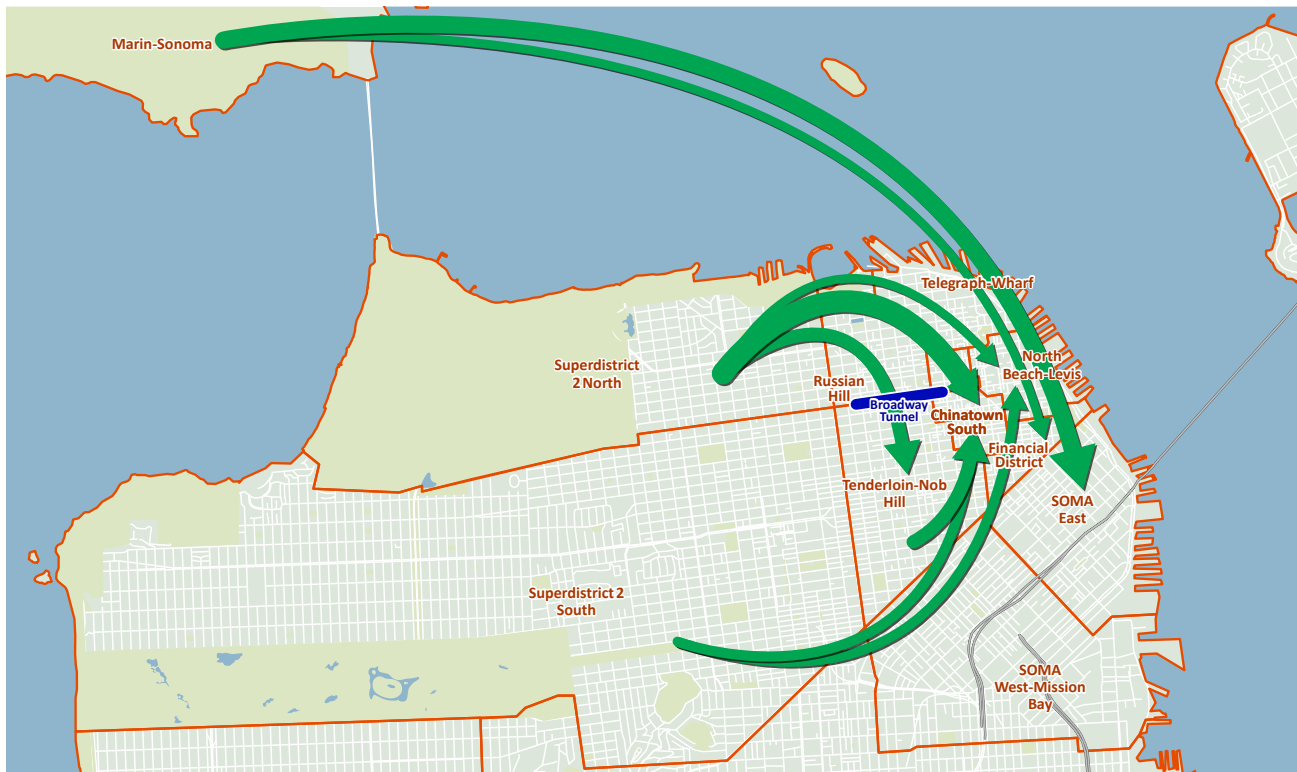 Marin-Sonoma
Telegraph-Wharf
North
Beach-Levis
Superdistrict
2 North
Russian
Hill
Broadway
Tunnel
Chinatown
South
Financial
District
Tenderloin-Nob
Hill
SOMA
East
Superdistrict 2
South
SOMA
West-Mission
Bay